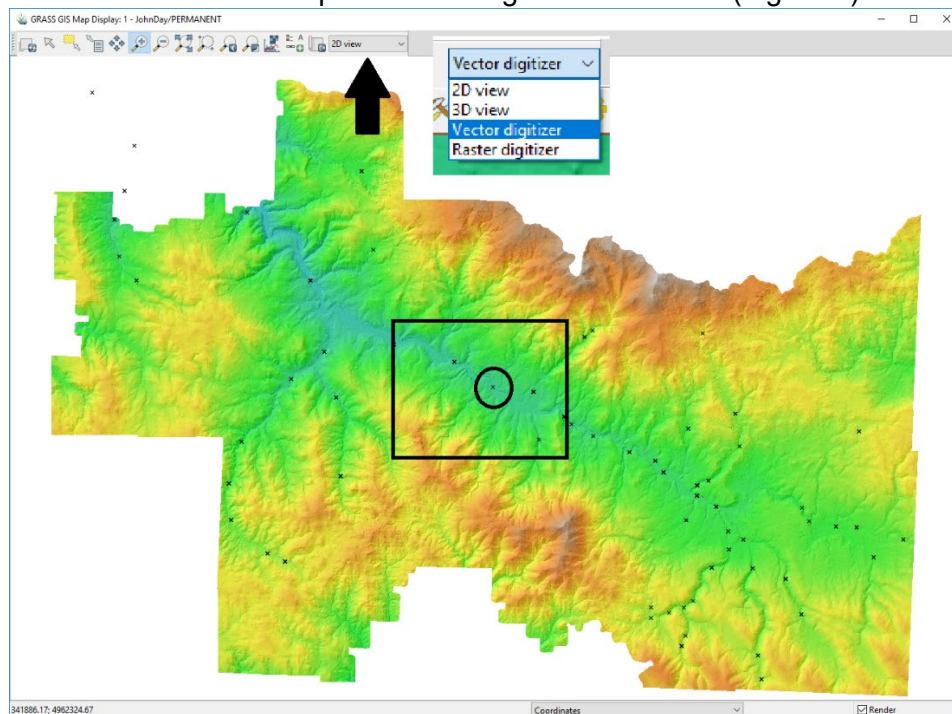 GRASS GIS Map Display: 1 - JohnDay/PERMANENT
2D view
Vector digitizer
2D view
3D view
Vector digitizer
Raster digitizer
341886.17; 4962324.67
Coordinates
Render